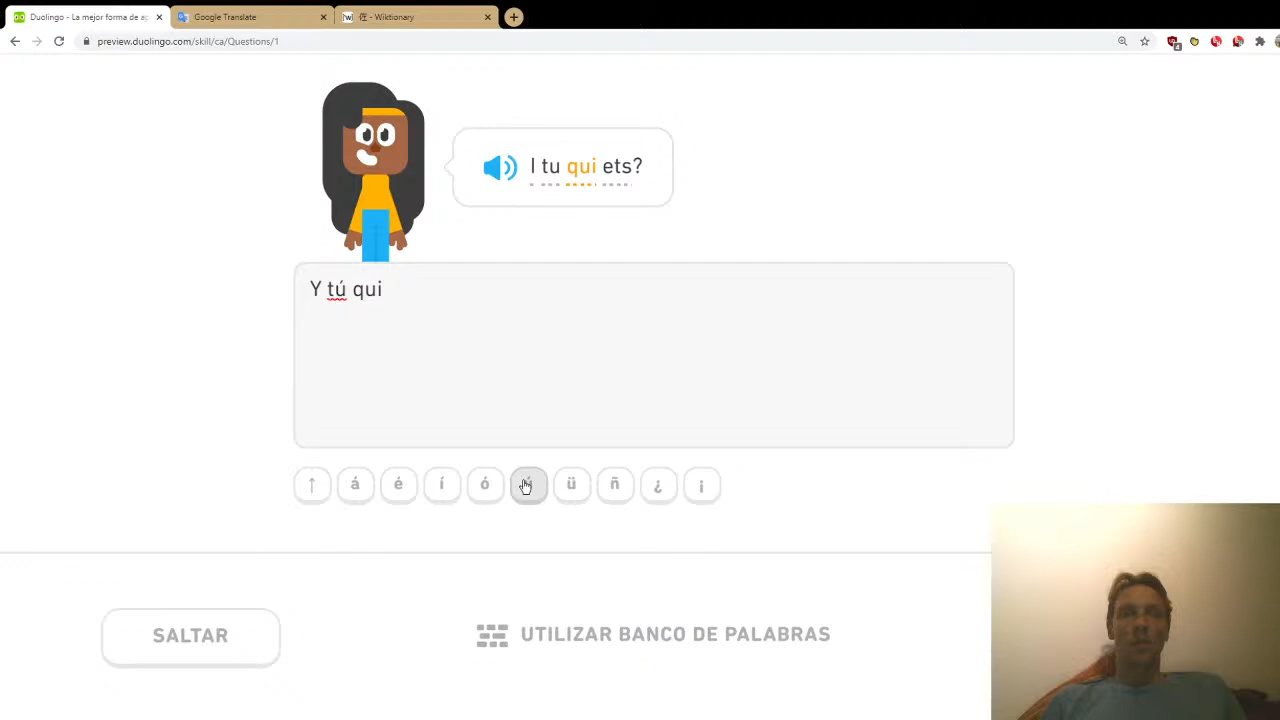 Duolingo - La mejor forma de ap
Google Translate
W 侄 - Wiktionary
preview.duolingo.com/skill/ca/Questions/1
I tu qui ets?
Y tú qui
↑ á é í ó ü ñ ¿ ¡
SALTAR
UTILIZAR BANCO DE PALABRAS